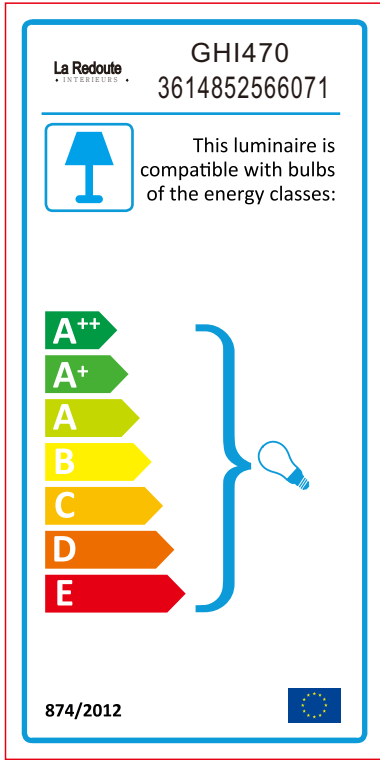 La Redoute
• INTERIEURS •
GHI470
3614852566071
This luminaire is
compatible with bulbs
of the energy classes:
A++
A+
A
B
C
D
E
874/2012